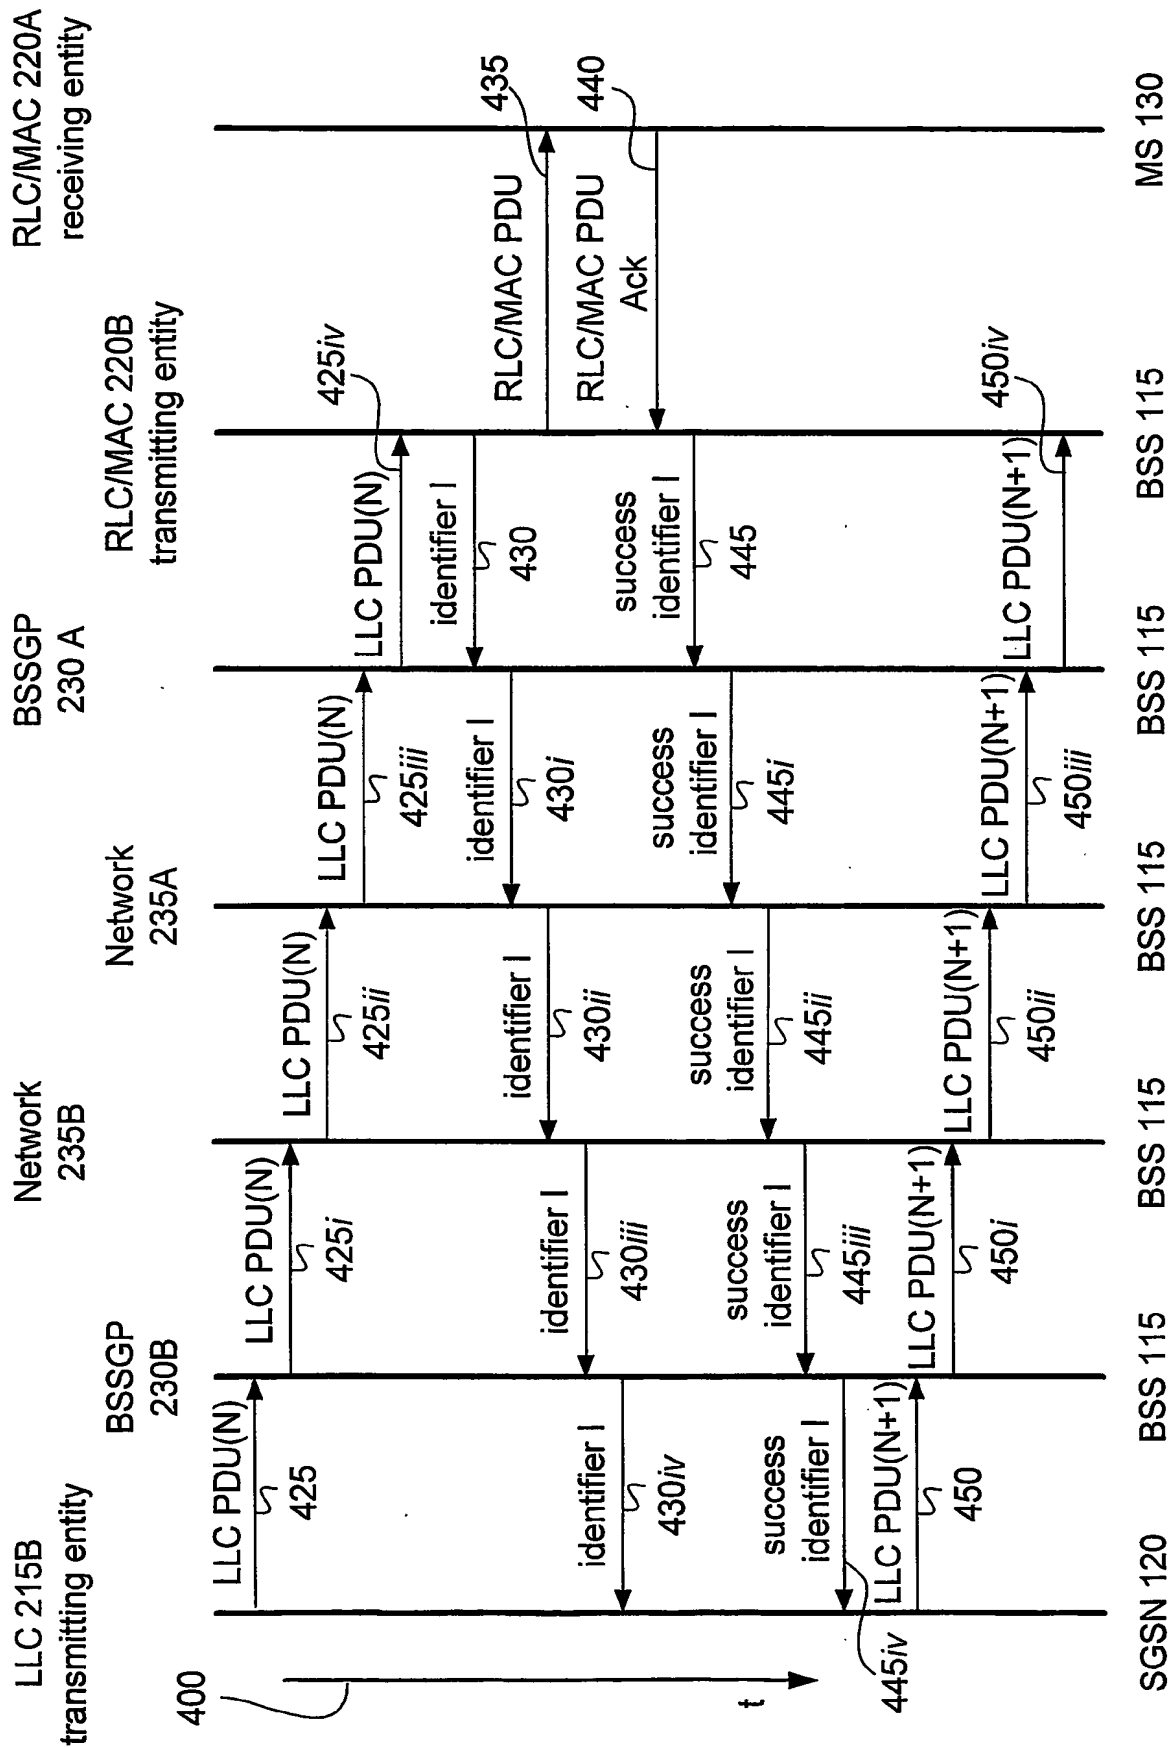 LLC 215B
transmitting entity
BSSGP
230B
Network
235B
Network
235A
BSSGP
230 A
RLC/MAC 220B
transmitting entity
RLC/MAC 220A
receiving entity
400
t
LLC PDU(N)
425
LLC PDU(N)
425i
LLC PDU(N)
425ii
LLC PDU(N)
425iii
LLC PDU(N)
425iv
identifier I
430
identifier I
430i
identifier I
430ii
identifier I
430iii
identifier I
430iv
RLC/MAC PDU
435
RLC/MAC PDU
Ack
440
success
identifier I
445
success
identifier I
445i
success
identifier I
445ii
success
identifier I
445iii
success
identifier I
445iv
LLC PDU(N+1)
450
LLC PDU(N+1)
450i
LLC PDU(N+1)
450ii
LLC PDU(N+1)
450iii
LLC PDU(N+1)
450iv
SGSN 120
BSS 115
BSS 115
BSS 115
BSS 115
BSS 115
MS 130